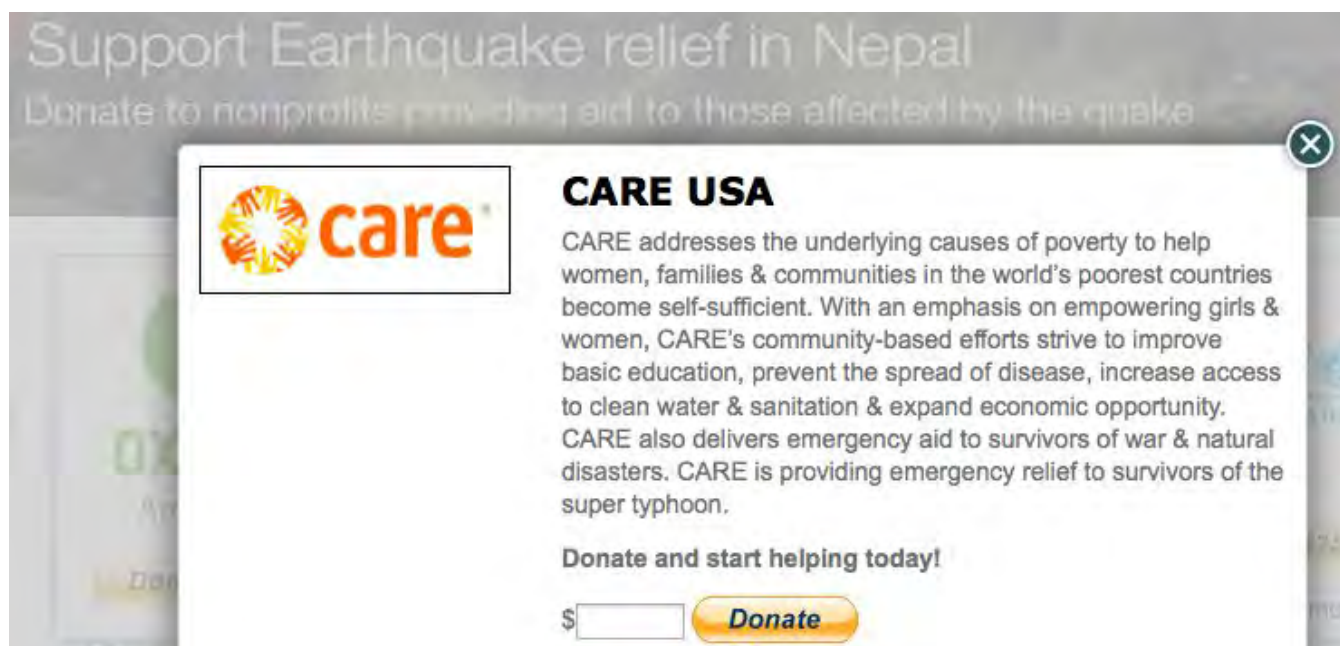 Support Earthquake relief in Nepal
Donate to nonprofits providing aid to those affected by the quake
care
CARE USA
CARE addresses the underlying causes of poverty to help
women, families & communities in the world's poorest countries
become self-sufficient. With an emphasis on empowering girls &
women, CARE's community-based efforts strive to improve
basic education, prevent the spread of disease, increase access
to clean water & sanitation & expand economic opportunity.
CARE also delivers emergency aid to survivors of war & natural
disasters. CARE is providing emergency relief to survivors of the
super typhoon.
Donate and start helping today!
$ Donate